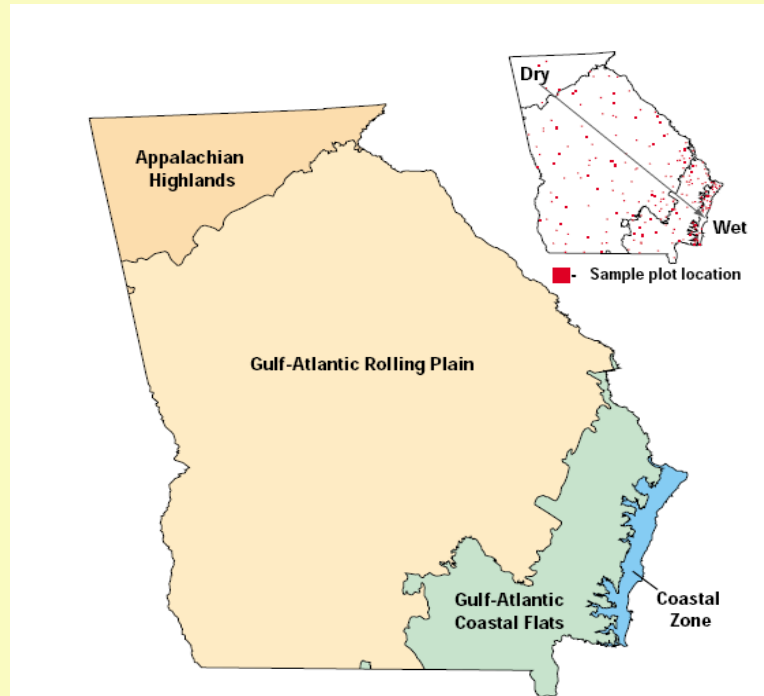 Dry
Wet
- Sample plot location
Appalachian
Highlands
Gulf-Atlantic Rolling Plain
Gulf-Atlantic
Coastal Flats
Coastal
Zone